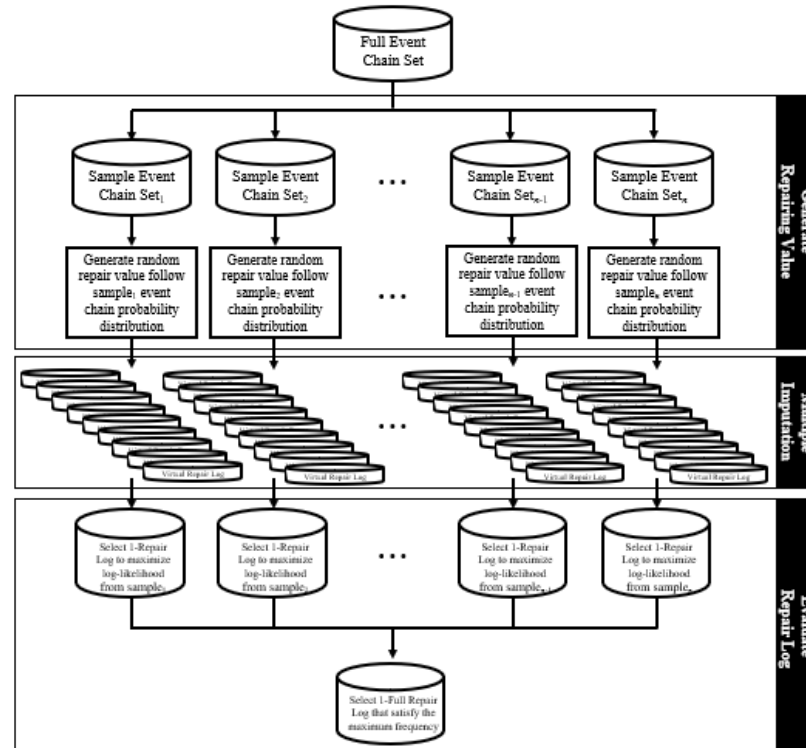 Full Event
Chain Set
Sample Event
Chain Set1
Sample Event
Chain Set2
...
Sample Event
Chain Setn-1
Sample Event
Chain Setn
Generate
Repairing Value
Generate random
repair value follow
sample1 event
chain probability
distribution
Generate random
repair value follow
sample2 event
chain probability
distribution
...
Generate random
repair value follow
samplen-1 event
chain probability
distribution
Generate random
repair value follow
samplen event
chain probability
distribution
Virtual Repair Log
Virtual Repair Log
...
Virtual Repair Log
Virtual Repair Log
Multiple
Imputation
Select 1-Repair
Log to maximize
log-likelihood
from sample1
Select 1-Repair
Log to maximize
log-likelihood
from sample2
...
Select 1-Repair
Log to maximize
log-likelihood
from samplen-1
Select 1-Repair
Log to maximize
log-likelihood
from samplen
Evaluate
Repair Log
Select 1-Full Repair
Log that satisfy the
maximum frequency